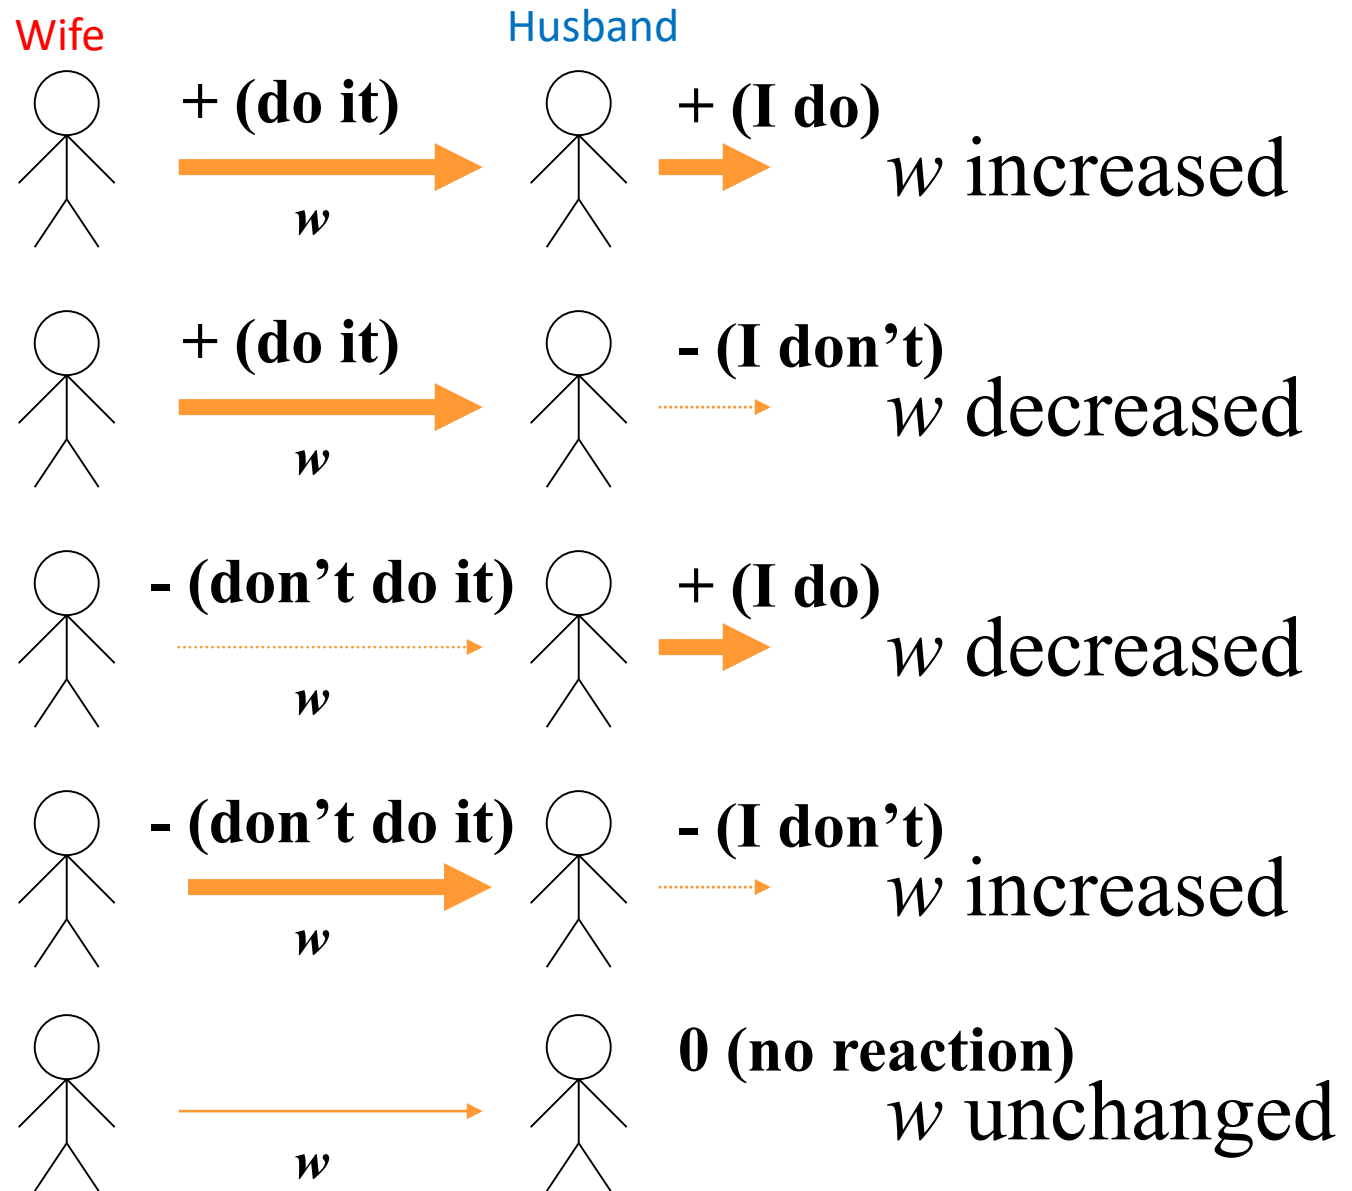 Wife
Husband
+ (do it)
+ (I do)
w
w increased
+ (do it)
- (I don’t)
w
w decreased
- (don’t do it)
+ (I do)
w
w decreased
- (don’t do it)
- (I don’t)
w
w increased
0 (no reaction)
w
w unchanged